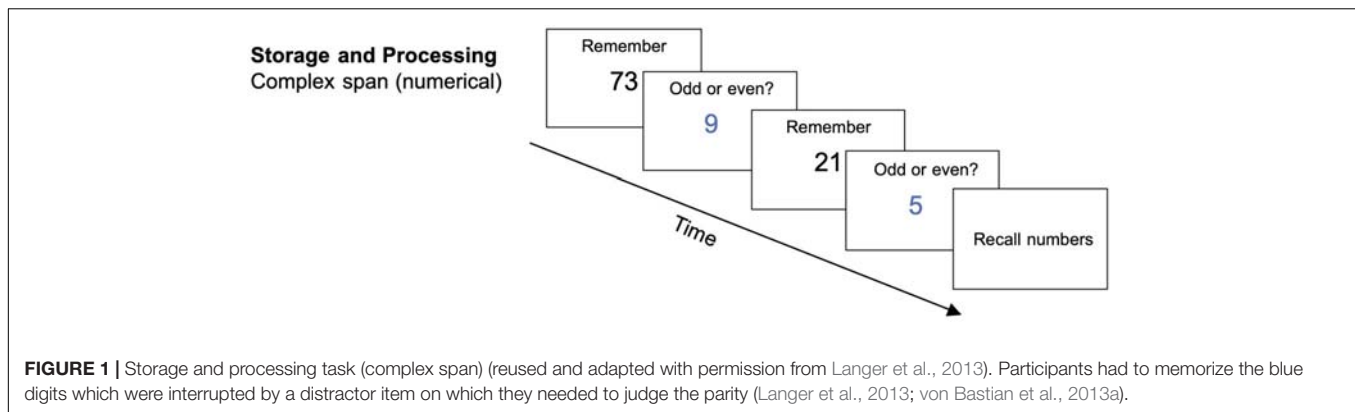 Storage and Processing
Complex span (numerical)
Remember
73
Odd or even?
9
Remember
21
Odd or even?
5
Recall numbers
Time
FIGURE 1 | Storage and processing task (complex span) (reused and adapted with permission from Langer et al., 2013). Participants had to memorize the blue
digits which were interrupted by a distractor item on which they needed to judge the parity (Langer et al., 2013; von Bastian et al., 2013a).